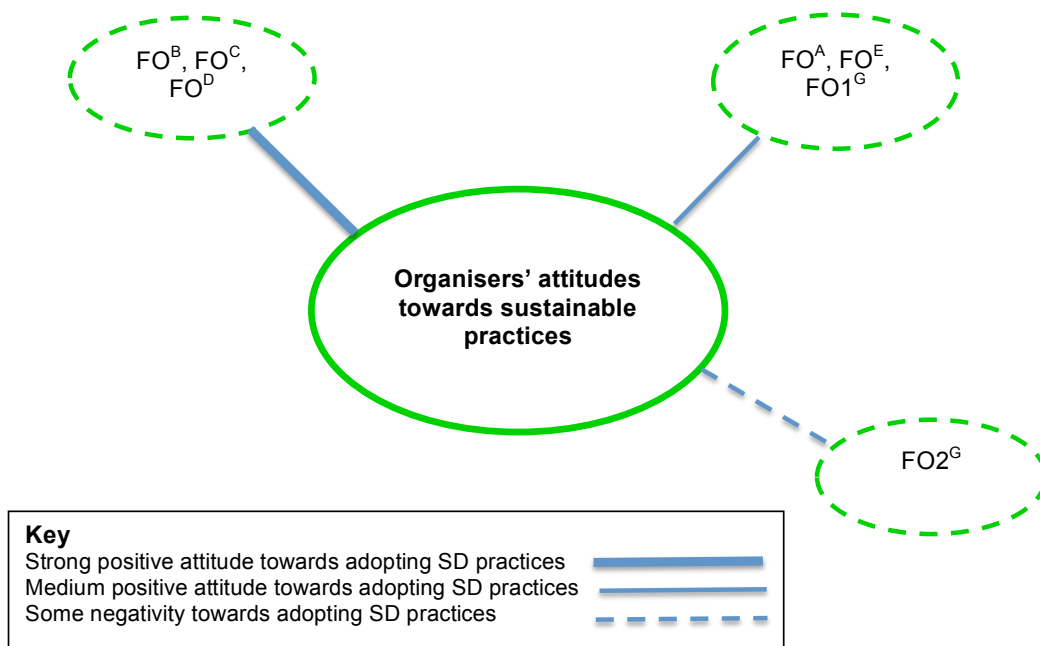 FO^B, FO^C,
FO^D
FO^A, FO^E,
FO1^G
Organisers’ attitudes
towards sustainable
practices
FO2^G
Key
Strong positive attitude towards adopting SD practices
Medium positive attitude towards adopting SD practices
Some negativity towards adopting SD practices